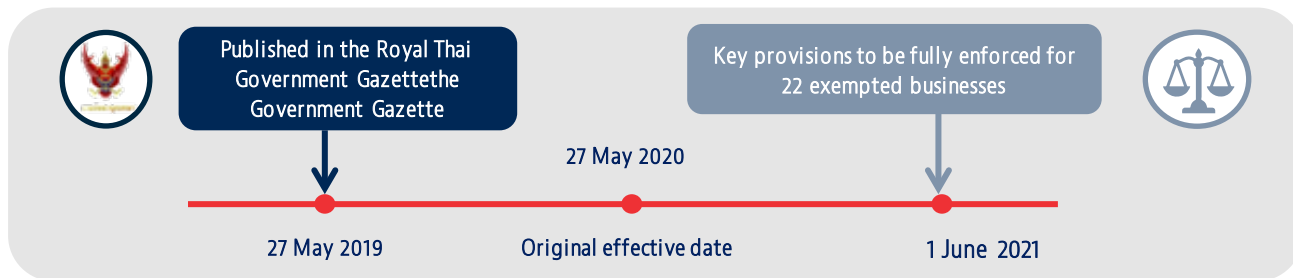 Published in the Royal Thai
Government Gazettethe
Government Gazette
Key provisions to be fully enforced for
22 exempted businesses
27 May 2020
27 May 2019
Original effective date
1 June 2021